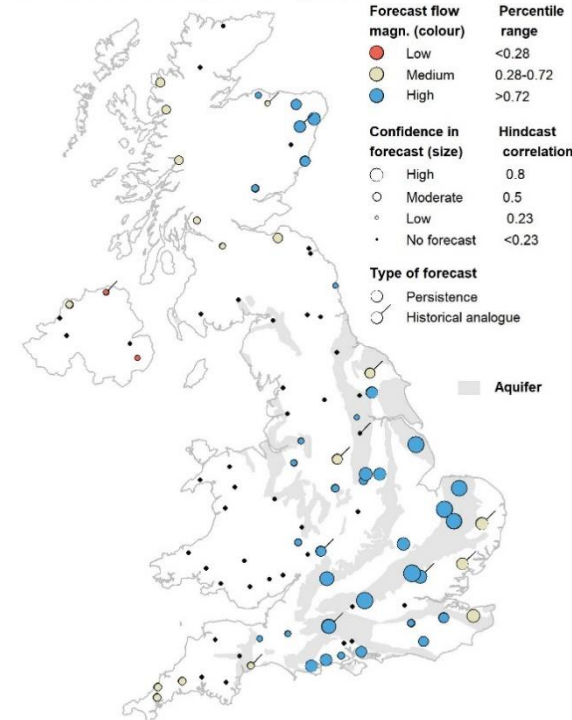 Forecast flow Percentile
magn. (colour) range
Low <0.28
Medium 0.28-0.72
High >0.72
Confidence in Hindcast
forecast (size) correlation
High 0.8
Moderate 0.5
Low 0.23
No forecast <0.23
Type of forecast
Persistence
Historical analogue
Aquifer